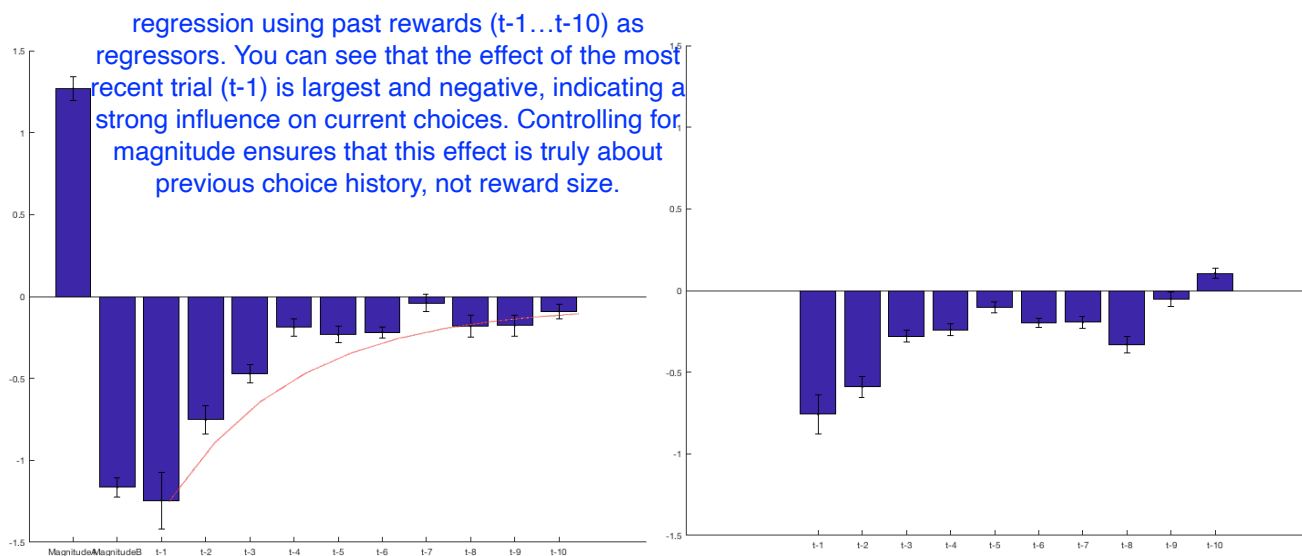 regression using past rewards (t-1…t-10) as
regressors. You can see that the effect of the most
recent trial (t-1) is largest and negative, indicating a
strong influence on current choices. Controlling for
magnitude ensures that this effect is truly about
previous choice history, not reward size.
1.5
1
0.5
0
-0.5
-1
-1.5
MagnitudeA MagnitudeB t-1 t-2 t-3 t-4 t-5 t-6 t-7 t-8 t-9 t-10
1.5
1
0.5
0
-0.5
-1
-1.5
t-1 t-2 t-3 t-4 t-5 t-6 t-7 t-8 t-9 t-10